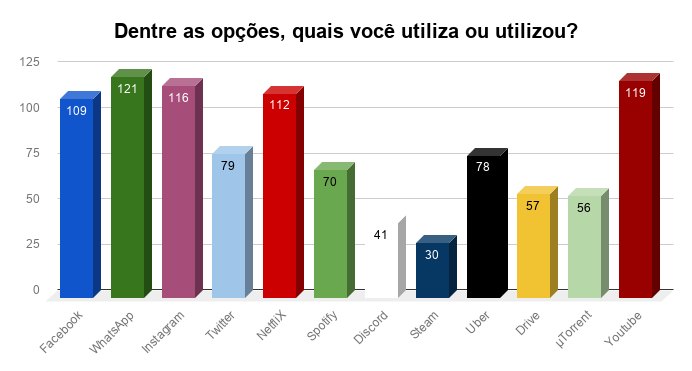 Dentre as opções, quais você utiliza ou utilizou?
125
100
75
50
25
0
109
121
116
79
112
70
41
30
78
57
56
119
Facebook
WhatsApp
Instagram
Twitter
NetfliX
Spotify
Discord
Steam
Uber
Drive
µTorrent
Youtube